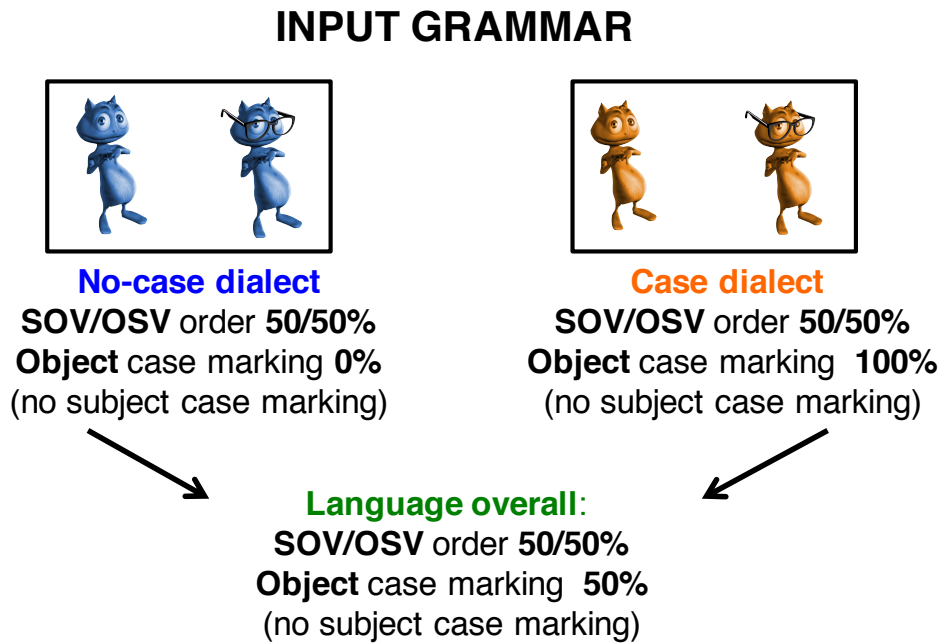 INPUT GRAMMAR
No-case dialect
SOV/OSV order 50/50%
Object case marking 0%
(no subject case marking)
Case dialect
SOV/OSV order 50/50%
Object case marking 100%
(no subject case marking)
Language overall:
SOV/OSV order 50/50%
Object case marking 50%
(no subject case marking)